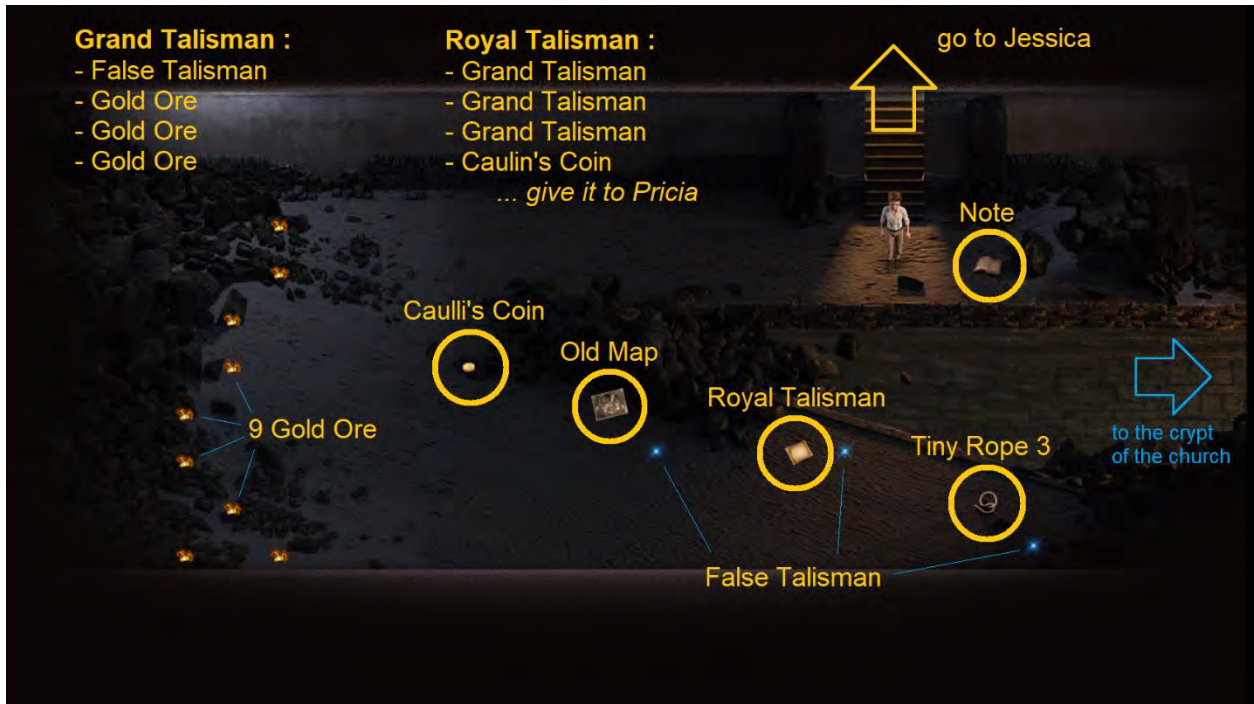 Grand Talisman :
- False Talisman
- Gold Ore
- Gold Ore
- Gold Ore
Royal Talisman :
- Grand Talisman
- Grand Talisman
- Grand Talisman
- Caulin's Coin
... give it to Pricia
go to Jessica
Note
Caulli's Coin
Old Map
Royal Talisman
9 Gold Ore
Tiny Rope 3
to the crypt
of the church
False Talisman